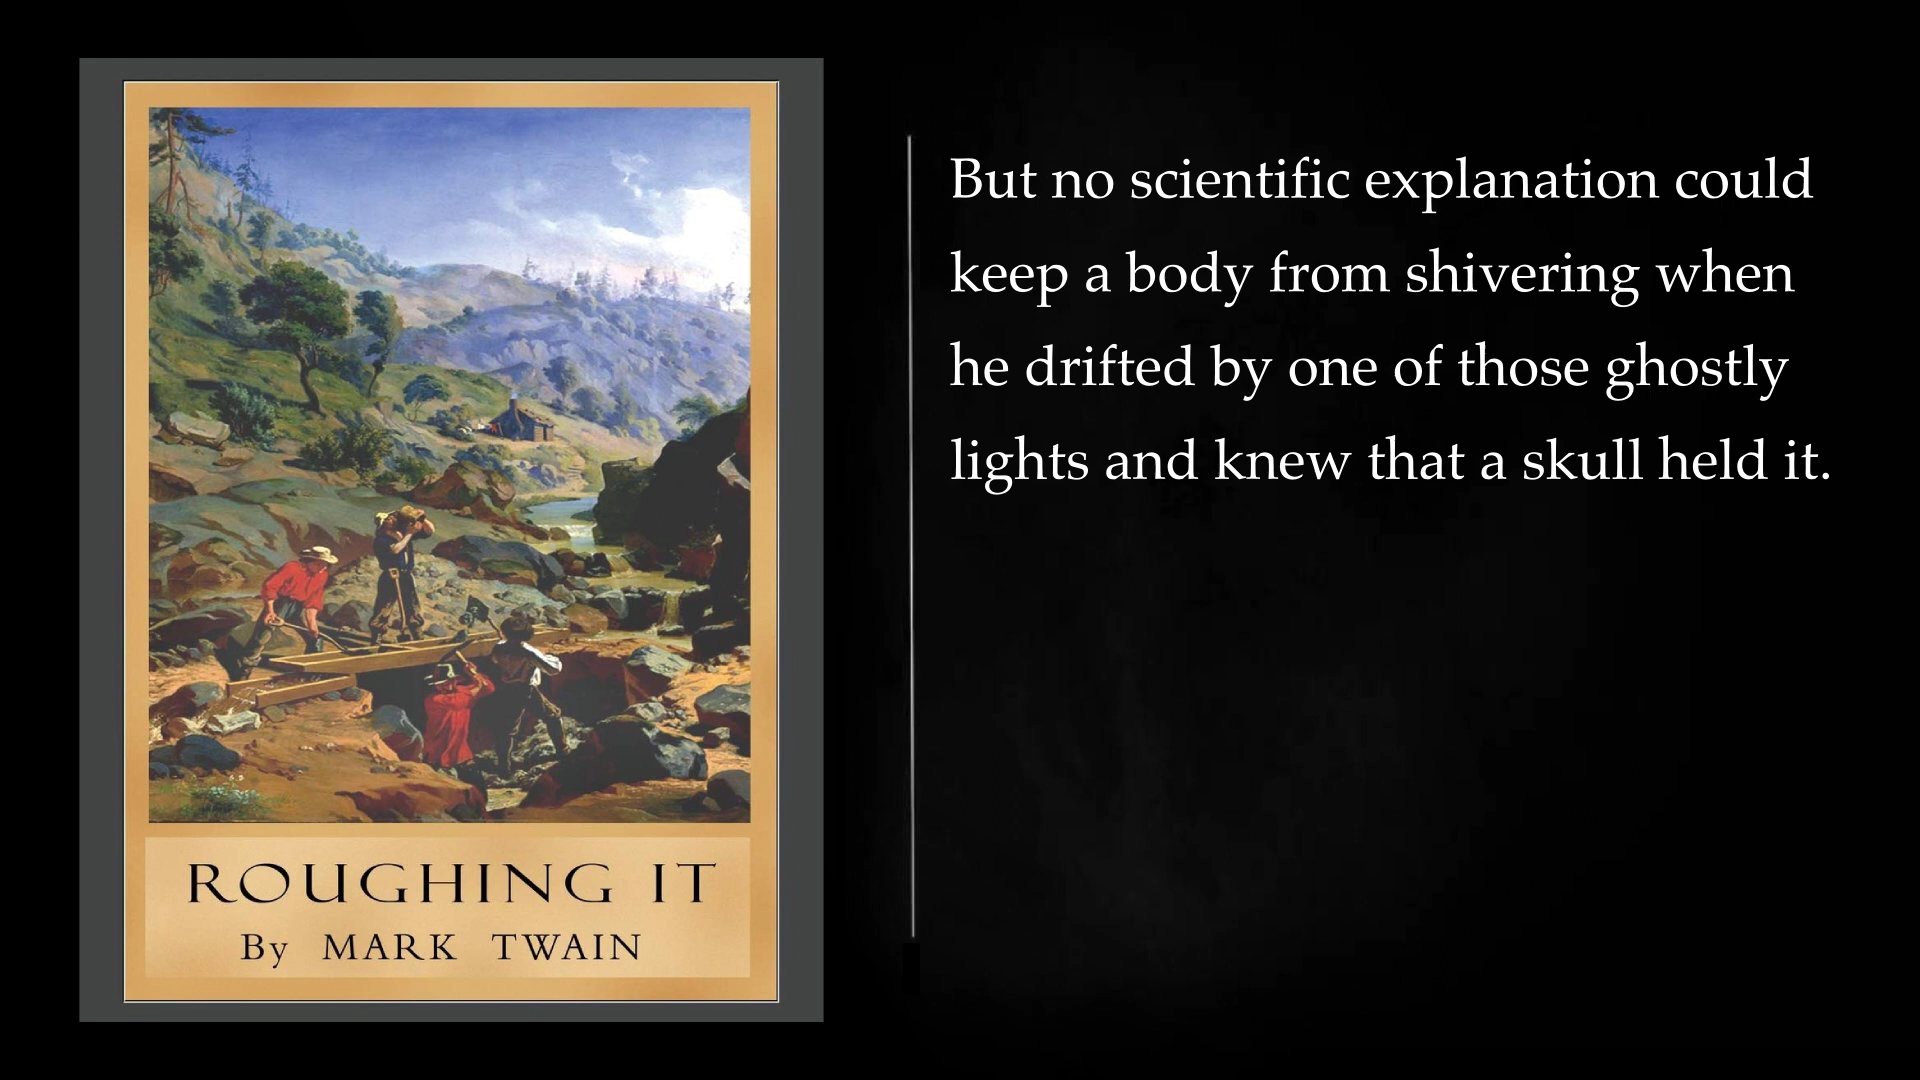 ROUGHING IT
By MARK TWAIN
But no scientific explanation could
keep a body from shivering when
he drifted by one of those ghostly
lights and knew that a skull held it.